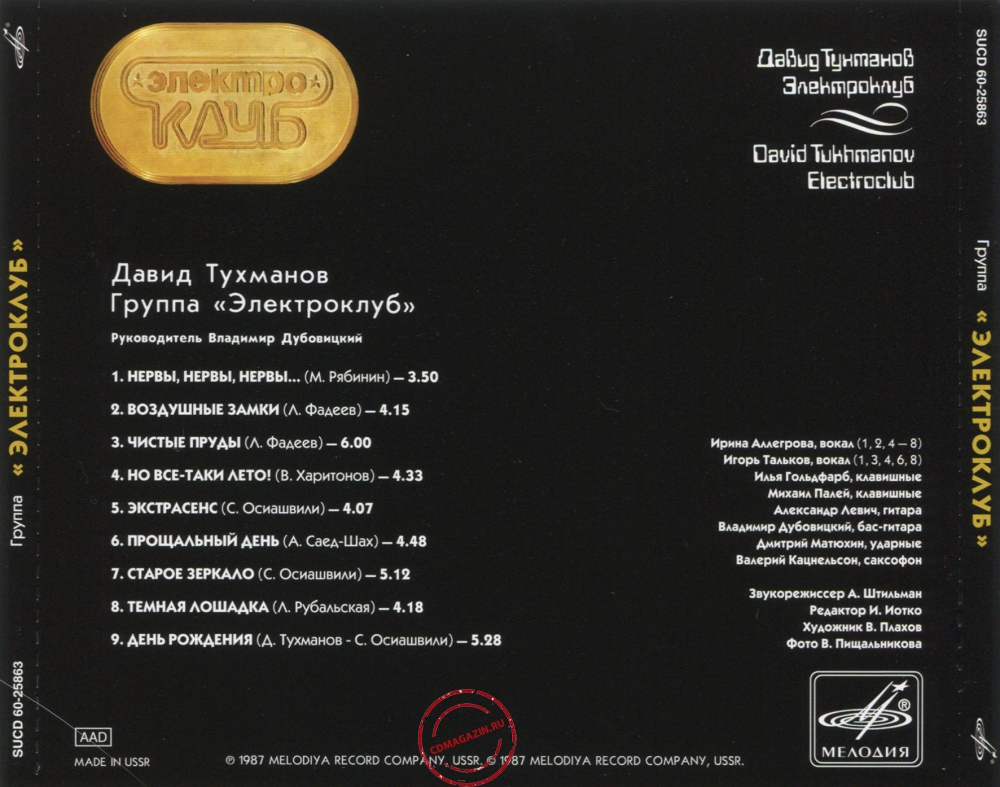 электро
КЛУБ
Давид Тухманов
Электроклуб
David Tukhmanov
Electroclub
SUCD 60-25863
Группа «ЭЛЕКТРОКЛУБ»
Давид Тухманов
Группа «Электроклуб»
Руководитель Владимир Дубовицкий
1. НЕРВЫ, НЕРВЫ, НЕРВЫ... (М. Рябинин) – 3.50
2. ВОЗДУШНЫЕ ЗАМКИ (Л. Фадеев) – 4.15
3. ЧИСТЫЕ ПРУДЫ (Л. Фадеев) – 6.00
4. НО ВСЕ-ТАКИ ЛЕТО! (В. Харитонов) – 4.33
5. ЭКСТРАСЕНС (С. Осиашвили) – 4.07
6. ПРОЩАЛЬНЫЙ ДЕНЬ (А. Саед-Шах) – 4.48
7. СТАРОЕ ЗЕРКАЛО (С. Осиашвили) – 5.12
8. ТЕМНАЯ ЛОШАДКА (Л. Рубальская) – 4.18
9. ДЕНЬ РОЖДЕНИЯ (Д. Тухманов - С. Осиашвили) – 5.28
Ирина Аллегрова, вокал (1, 2, 4 – 8)
Игорь Тальков, вокал (1, 3, 4, 6, 8)
Илья Гольдфарб, клавишные
Михаил Палей, клавишные
Александр Левич, гитара
Владимир Дубовицкий, бас-гитара
Дмитрий Матюхин, ударные
Валерий Кацнельсон, саксофон
Звукорежиссер А. Штильман
Редактор И. Йотко
Художник В. Плахов
Фото В. Пищальникова
® МЕЛОДИЯ
AAD
MADE IN USSR
℗ 1987 MELODIYA RECORD COMPANY, USSR. © 1987 MELODIYA RECORD COMPANY, USSR.
CDMAGAZIN.RU
Группа «ЭЛЕКТРОКЛУБ»
SUCD 60-25863